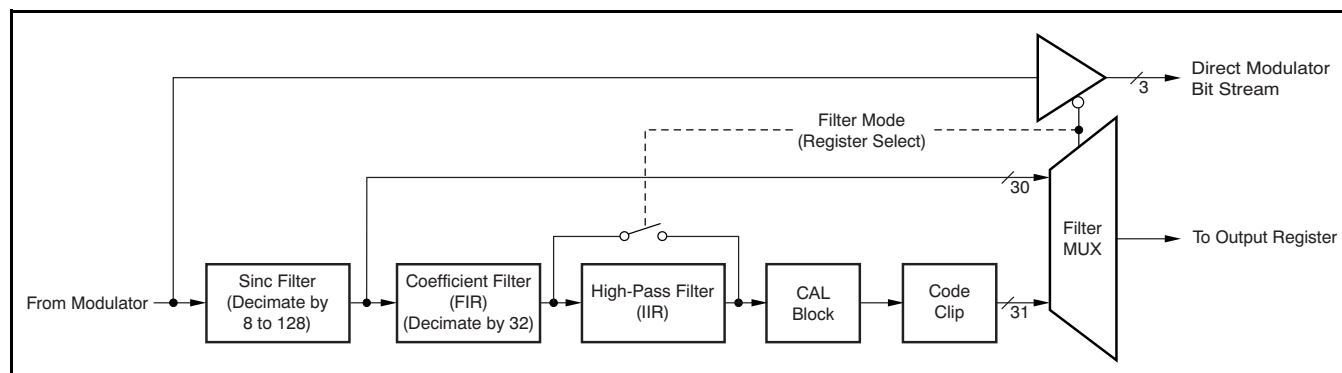 Direct Modulator
Bit Stream
3
Filter Mode
(Register Select)
30
Filter
MUX
To Output Register
From Modulator
Sinc Filter
(Decimate by
8 to 128)
Coefficient Filter
(FIR)
(Decimate by 32)
High-Pass Filter
(IIR)
CAL
Block
Code
Clip
31